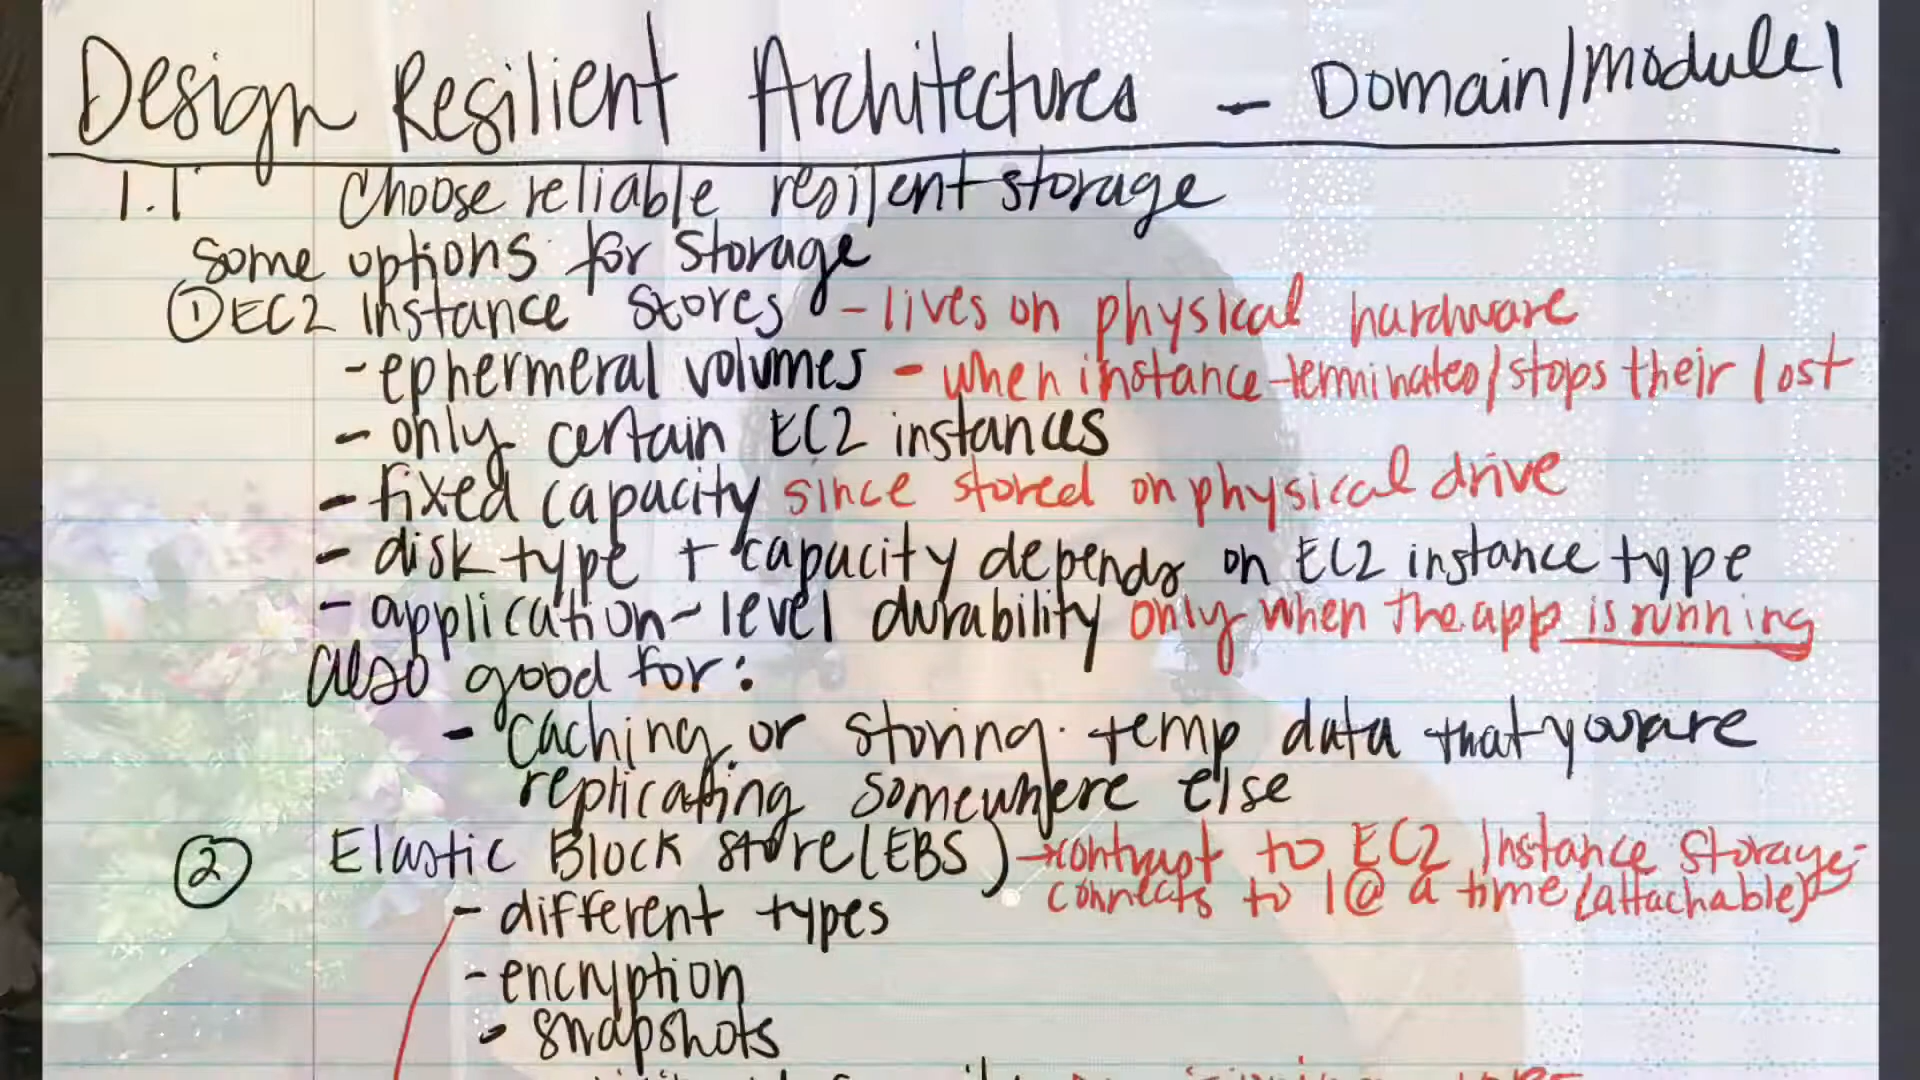 Design Resilient Architectures - Domain/Module 1
1.1 Choose reliable resilient storage
Some options for storage
① EC2 Instance Stores - lives on physical hardware
- ephermeral volumes - when instance terminated/stops their lost
- only certain EC2 instances
- fixed capacity since stored on physical drive
- disk type + capacity depends on EC2 instance type
- application-level durability only when the app is running
Also good for:
- caching or storing temp data that you are
replicating somewhere else
② Elastic Block Store (EBS) → contrast to EC2 Instance Storage-
connects to 1 @ a time (attachable)
- different types
- encryption
- snapshots